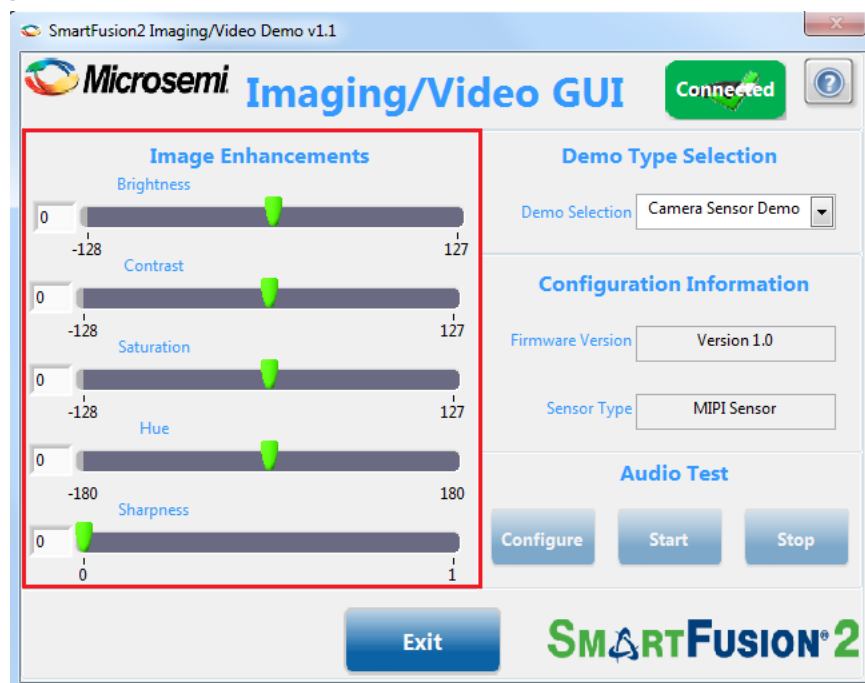 SmartFusion2 Imaging/Video Demo v1.1
Microsemi
Imaging/Video GUI
Connected
?
Image Enhancements
Brightness
0
-128 127
Contrast
0
-128 127
Saturation
0
-128 127
Hue
0
-180 180
Sharpness
0
0 1
Demo Type Selection
Demo Selection Camera Sensor Demo
Configuration Information
Firmware Version Version 1.0
Sensor Type MIPI Sensor
Audio Test
Configure Start Stop
Exit
SMARTFUSION®2